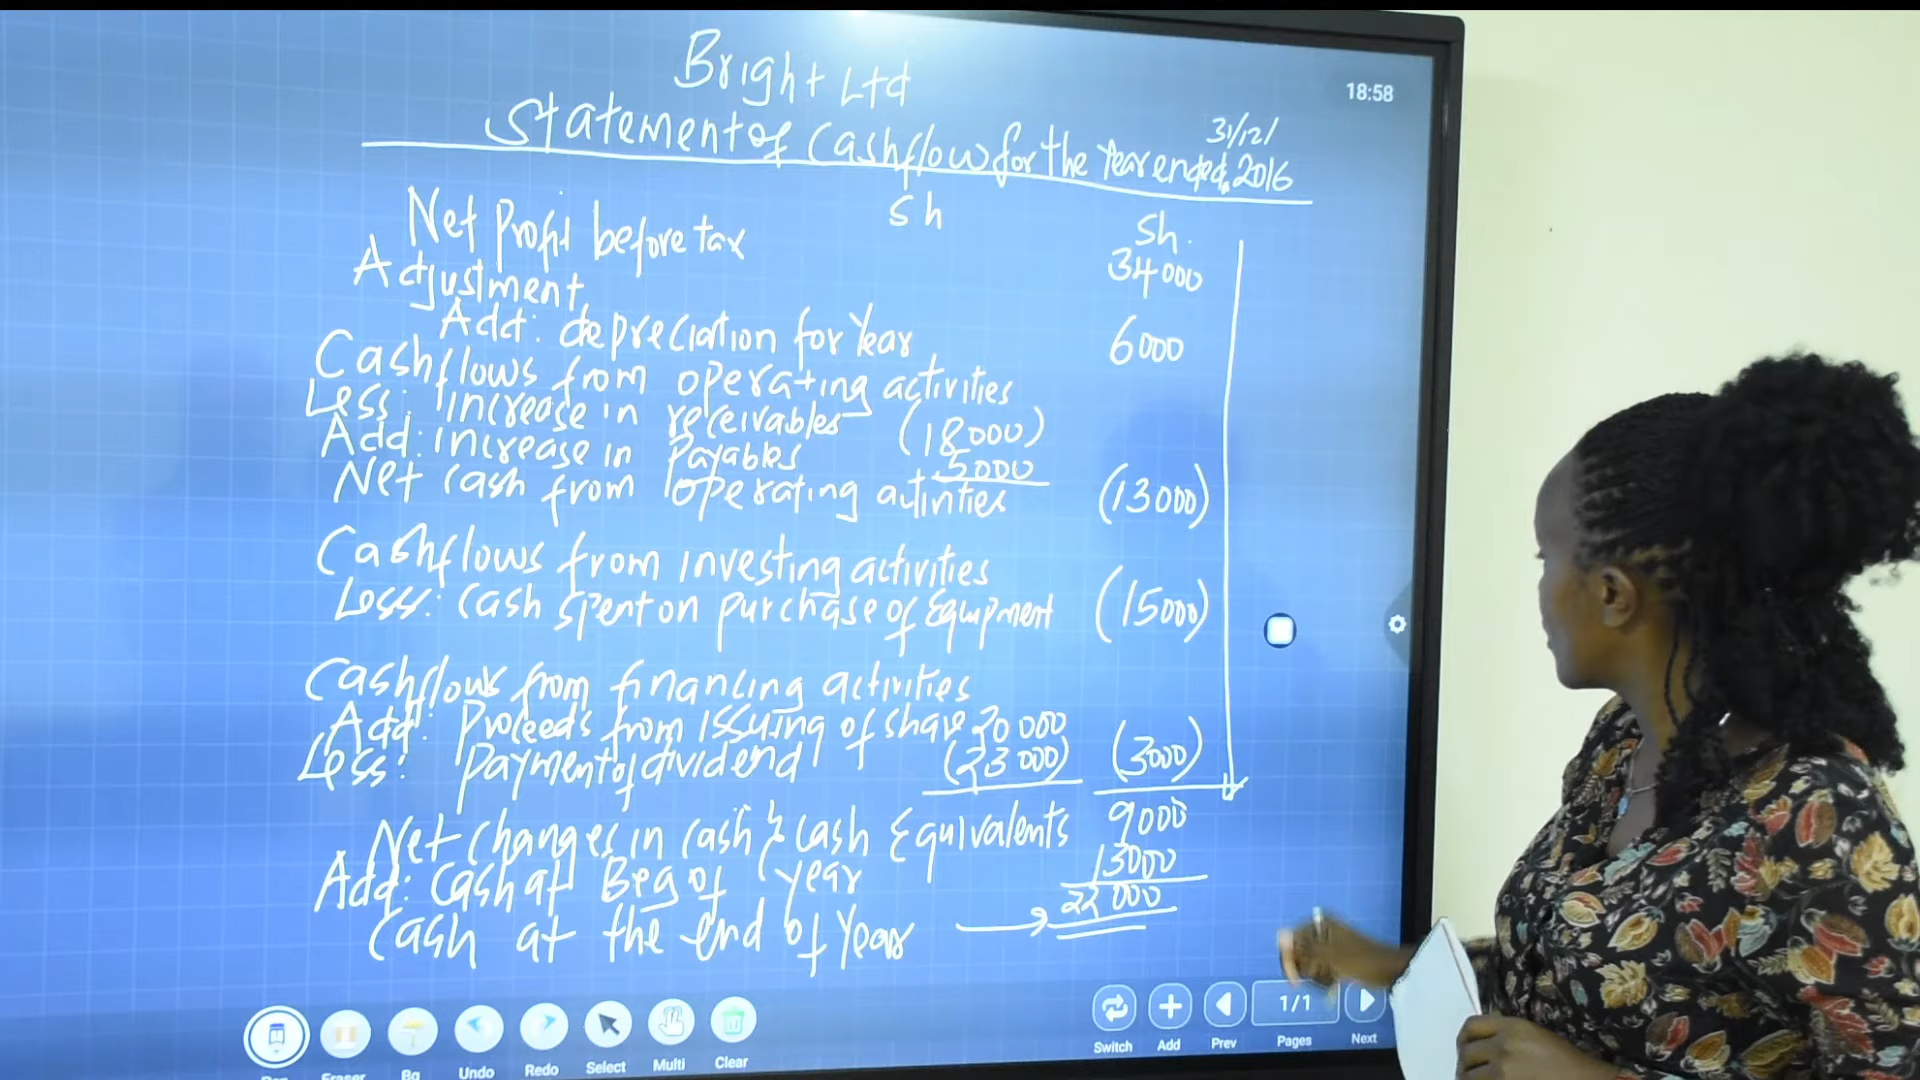 18:58
Bright Ltd
Statement of Cashflow for the Year ended 31/12/2016
Sh Sh.
Net Profit before tax 34000
Adjustment
Add: depreciation for Year 6000
Cashflows from operating activities
Less: increase in receivables (18000)
Add: increase in Payables 5000
Net cash from operating activities (13000)
Cashflows from investing activities
Less: cash spent on purchase of Equipment (15000)
Cashflows from financing activities
Add: Proceeds from issuing of share 20000
Less: payment of dividend (23000) (3000)
Net changes in cash & cash Equivalents 9000
Add: cash at Beg of year 13000
Cash at the end of Year → 22000
Pen Eraser Bg Undo Redo Select Multi Clear
Switch Add Prev 1/1 Pages Next